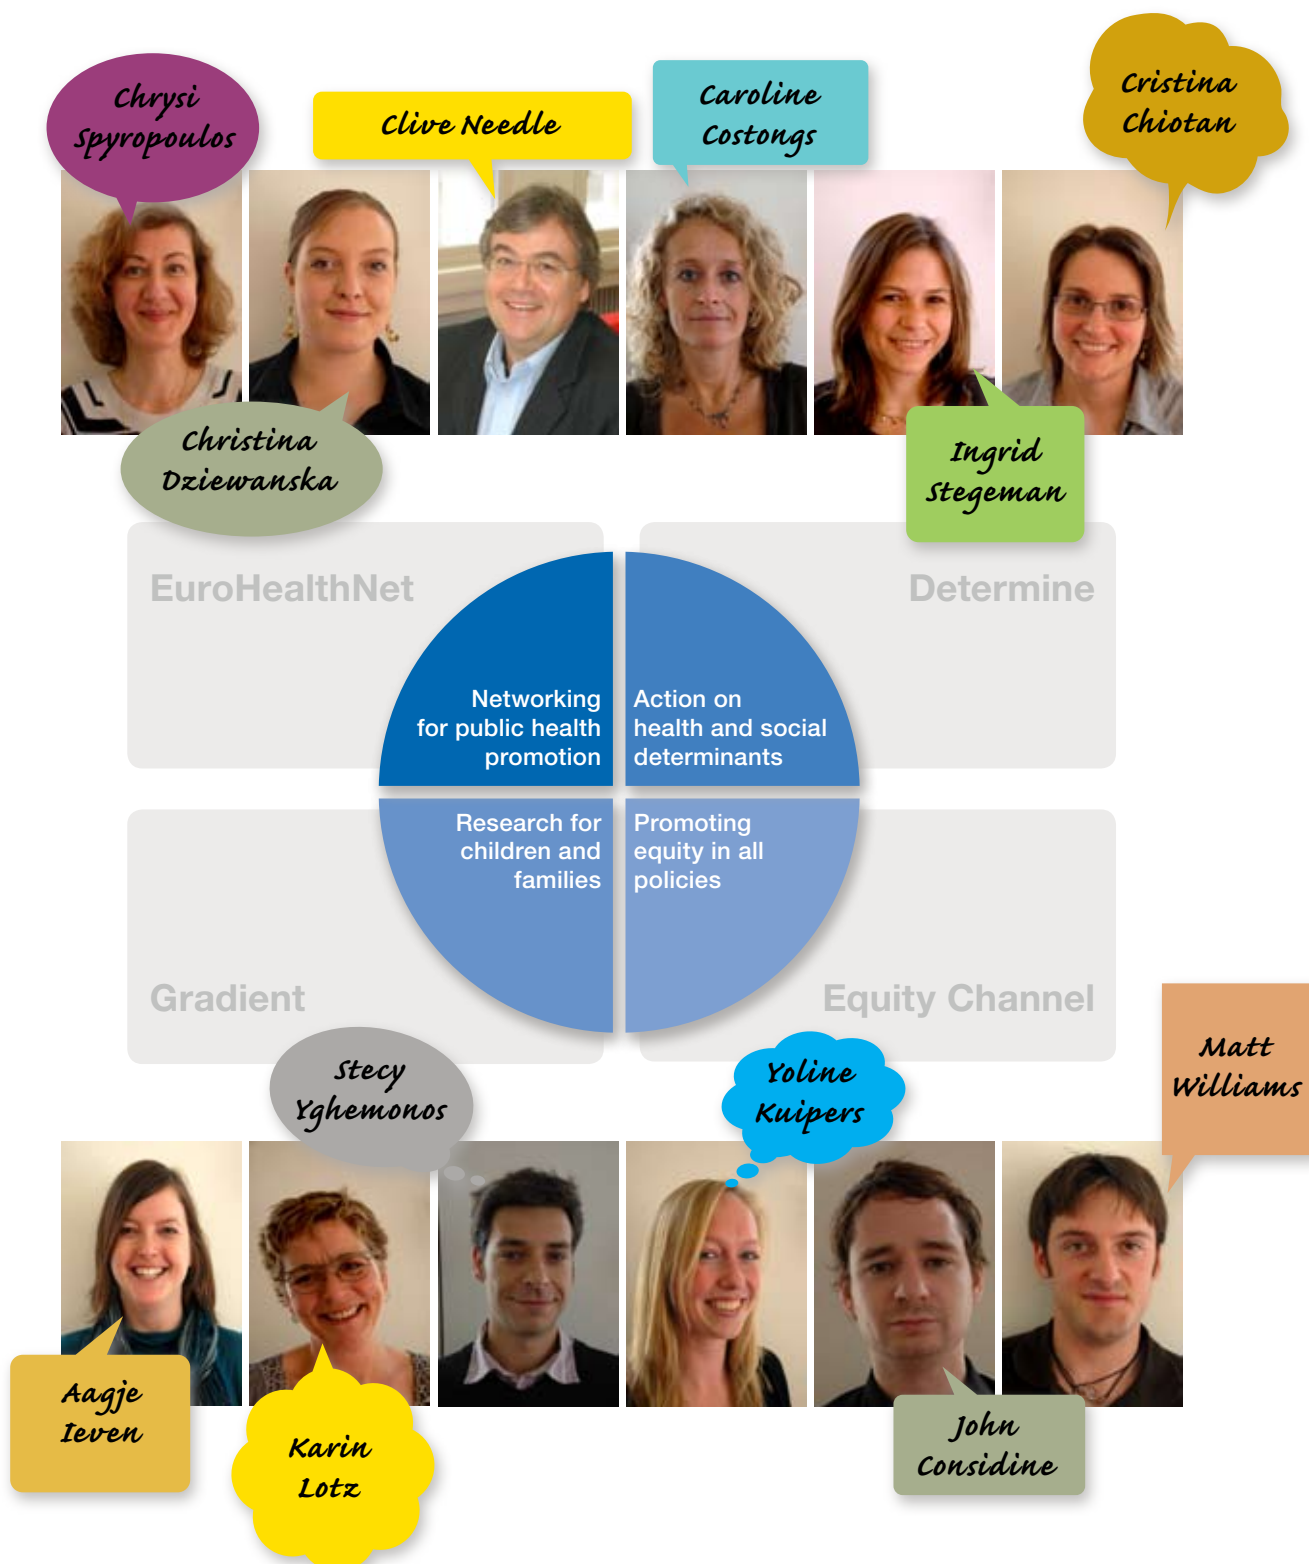 Chrysi
Spyropoulos
Clive Needle
Caroline
Costongs
Cristina
Chiotan
Christina
Dziewanska
Ingrid
Stegeman
EuroHealthNet
Determine
Networking
for public health
promotion
Action on
health and social
determinants
Research for
children and
families
Promoting
equity in all
policies
Gradient
Equity Channel
Stecy
Yghemonos
Yoline
Kuipers
Matt
Williams
Aagje
Ieven
Karin
Lotz
John
Considine